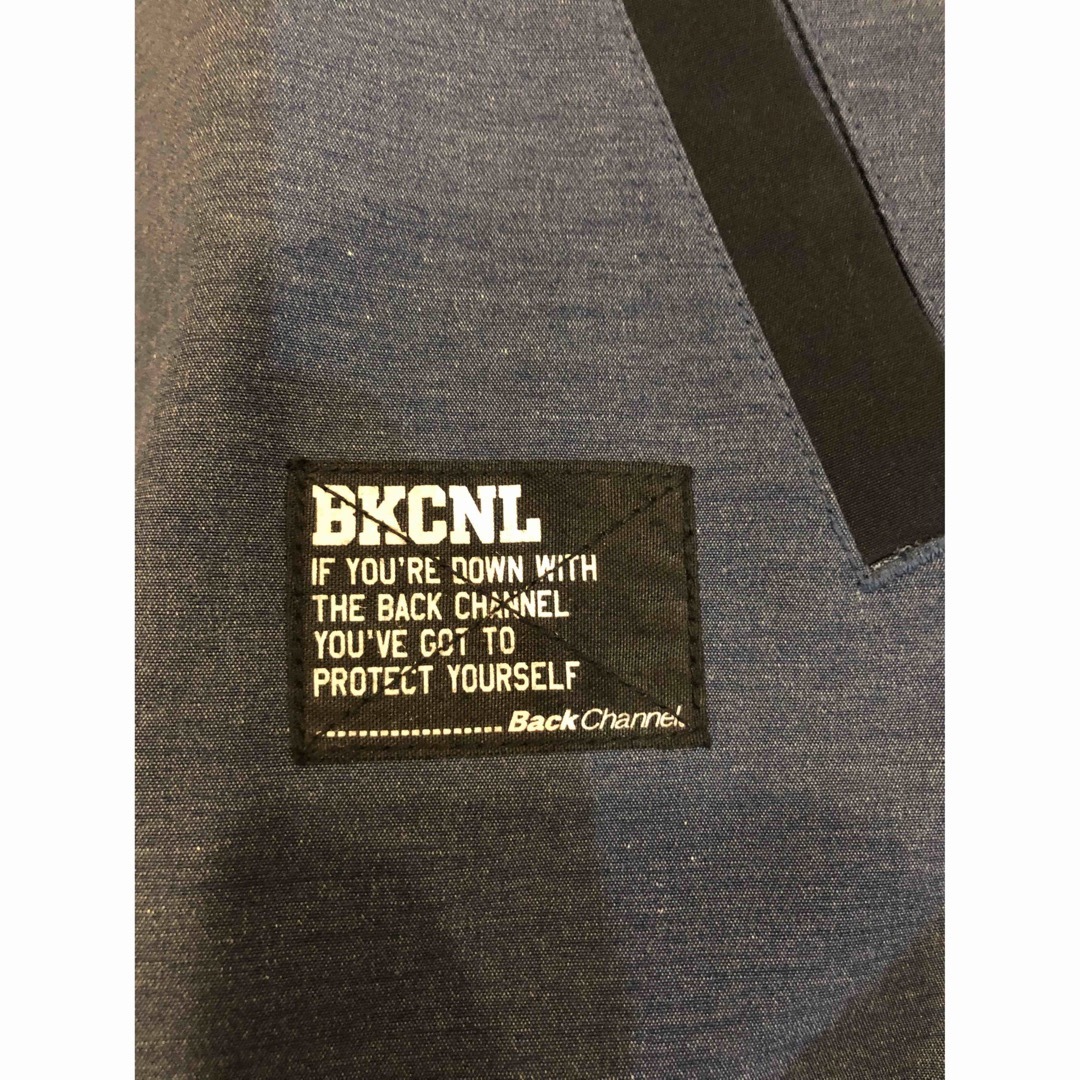 BKCNL
IF YOU'RE DOWN WITH
THE BACK CHANNEL
YOU'VE GOT TO
PROTECT YOURSELF
Back Channel.